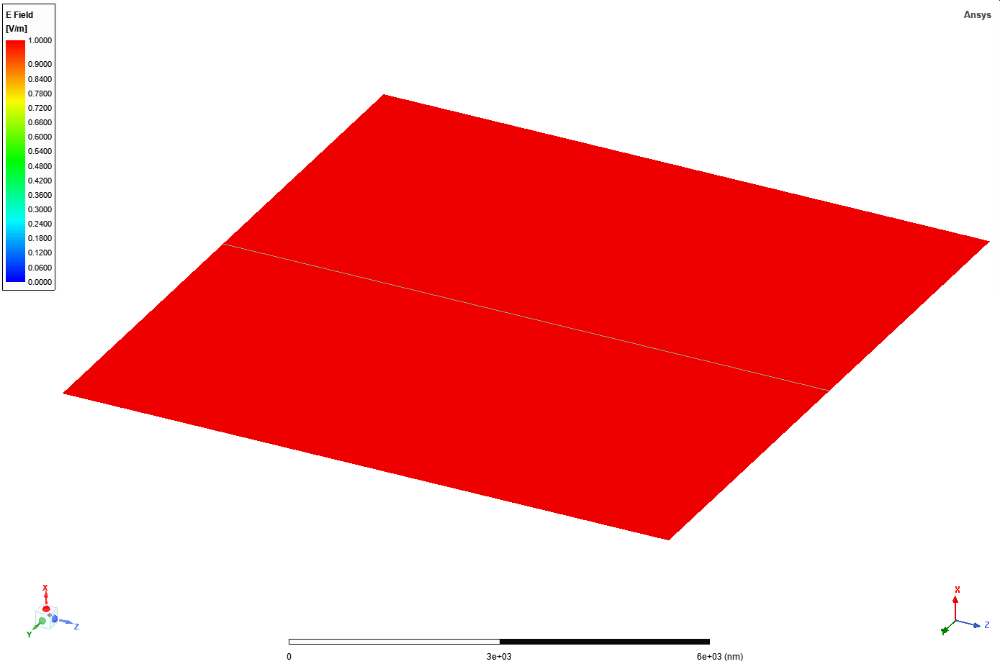 E Field
[V/m]
1.0000
0.9000
0.8400
0.7800
0.7200
0.6600
0.6000
0.5400
0.4800
0.4200
0.3600
0.3000
0.2400
0.1800
0.1200
0.0600
0.0000
Ansys
X
Y
Z
X
Y
Z
0
3e+03
6e+03 (nm)